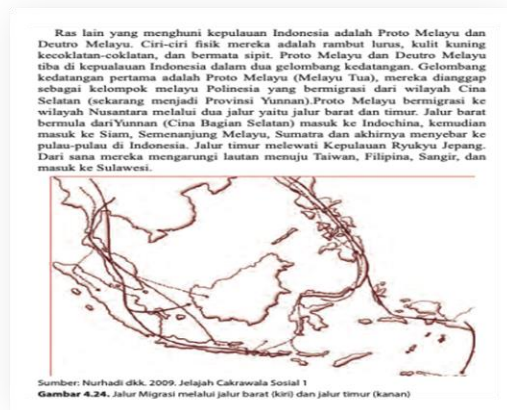 Ras lain yang menghuni kepulauan Indonesia adalah Proto Melayu dan
Deutro Melayu. Ciri-ciri fisik mereka adalah rambut lurus, kulit kuning
kecoklatan-coklatan, dan bermata sipit. Proto Melayu dan Deutro Melayu
tiba di kepualauan Indonesia dalam dua gelombang kedatangan. Gelombang
kedatangan pertama adalah Proto Melayu (Melayu Tua), mereka dianggap
sebagai kelompok melayu Polinesia yang bermigrasi dari wilayah Cina
Selatan (sekarang menjadi Provinsi Yunnan).Proto Melayu bermigrasi ke
wilayah Nusantara melalui dua jalur yaitu jalur barat dan timur. Jalur barat
bermula dariYunnan (Cina Bagian Selatan) masuk ke Indochina, kemudian
masuk ke Siam, Semenanjung Melayu, Sumatra dan akhirnya menyebar ke
pulau-pulau di Indonesia. Jalur timur melewati Kepulauan Ryukyu Jepang.
Dari sana mereka mengarungi lautan menuju Taiwan, Filipina, Sangir, dan
masuk ke Sulawesi.
Sumber: Nurhadi dkk. 2009. Jelajah Cakrawala Sosial 1
Gambar 4.24. Jalur Migrasi melalui jalur barat (kiri) dan jalur timur (kanan)